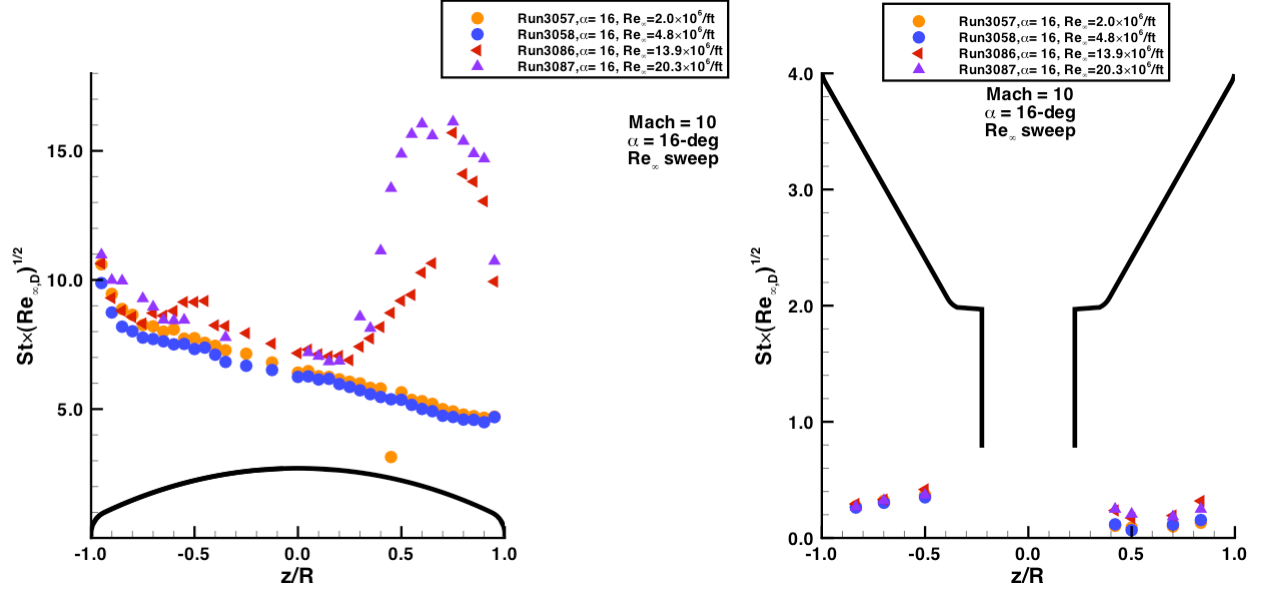 Run3057,α= 16, Re∞=2.0×10⁶/ft
Run3058,α= 16, Re∞=4.8×10⁶/ft
Run3086,α= 16, Re∞=13.9×10⁶/ft
Run3087,α= 16, Re∞=20.3×10⁶/ft
Mach = 10
α = 16-deg
Re∞ sweep
St×(Re∞,D)¹/²
15.0
10.0
5.0
-1.0 -0.5 0.0 0.5 1.0
z/R
Run3057,α= 16, Re∞=2.0×10⁶/ft
Run3058,α= 16, Re∞=4.8×10⁶/ft
Run3086,α= 16, Re∞=13.9×10⁶/ft
Run3087,α= 16, Re∞=20.3×10⁶/ft
Mach = 10
α = 16-deg
Re∞ sweep
St×(Re∞,D)¹/²
4.0
3.0
2.0
1.0
0.0
-1.0 -0.5 0.0 0.5 1.0
z/R